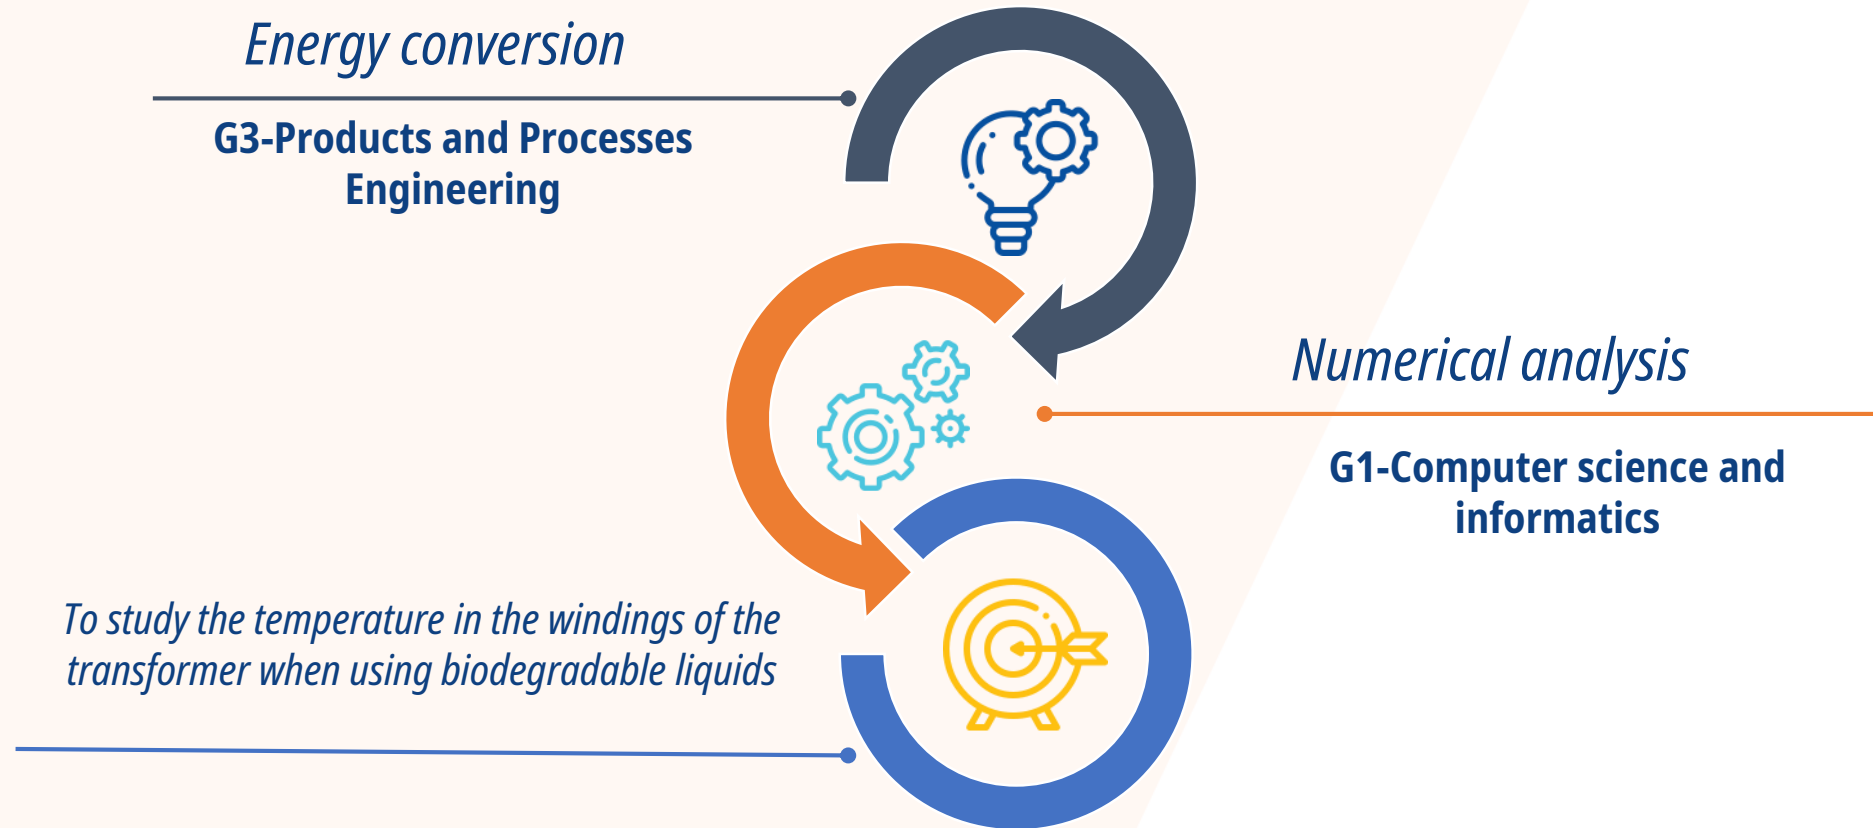 Energy conversion
G3-Products and Processes
Engineering
Numerical analysis
G1-Computer science and
informatics
To study the temperature in the windings of the
transformer when using biodegradable liquids